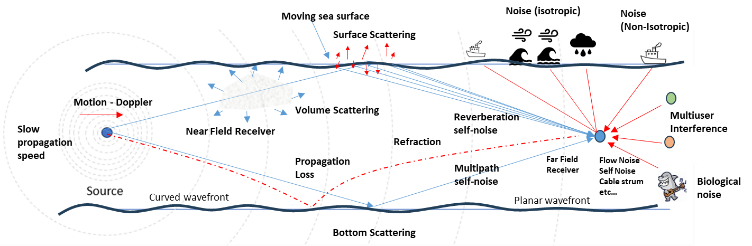 Moving sea surface
Noise (isotropic)
Noise
(Non-Isotropic)
Surface Scattering
Motion - Doppler
Volume Scattering
Near Field Receiver
Slow
propagation
speed
Reverberation
self-noise
Multiuser
Interference
Refraction
Propagation
Loss
Multipath
self-noise
Far Field
Receiver
Flow Noise
Self Noise
Cable strum
etc...
Biological
noise
Source
Curved wavefront
Planar wavefront
Bottom Scattering